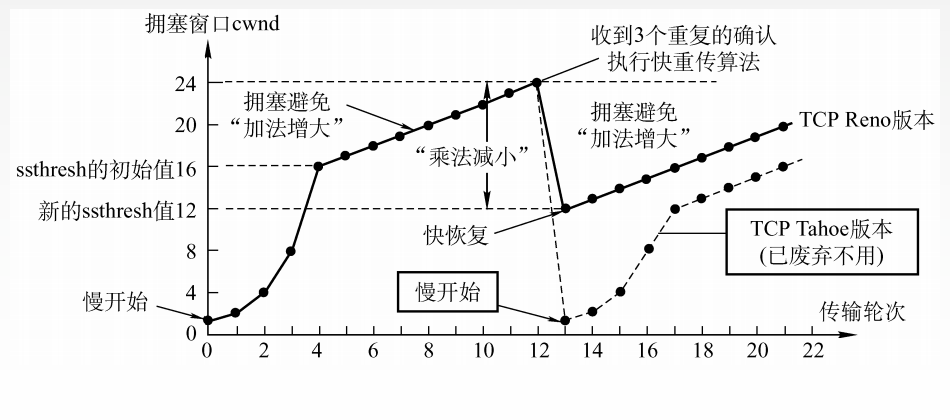 拥塞窗口cwnd
收到3个重复的确认
执行快重传算法
24
拥塞避免
“加法增大”
拥塞避免
“加法增大”
TCP Reno版本
20
“乘法减小”
ssthresh的初始值16
新的ssthresh值12
快恢复
TCP Tahoe版本
(已废弃不用)
8
慢开始
慢开始
4
传输轮次
0
0 2 4 6 8 10 12 14 16 18 20 22